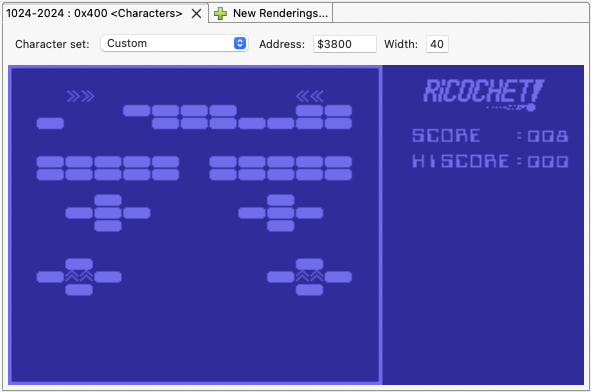 1024-2024 : 0x400 <Characters>
New Renderings...
Character set: Custom Address: $3800 Width: 40
RICOCHET!
SCORE :008
HISCORE:000